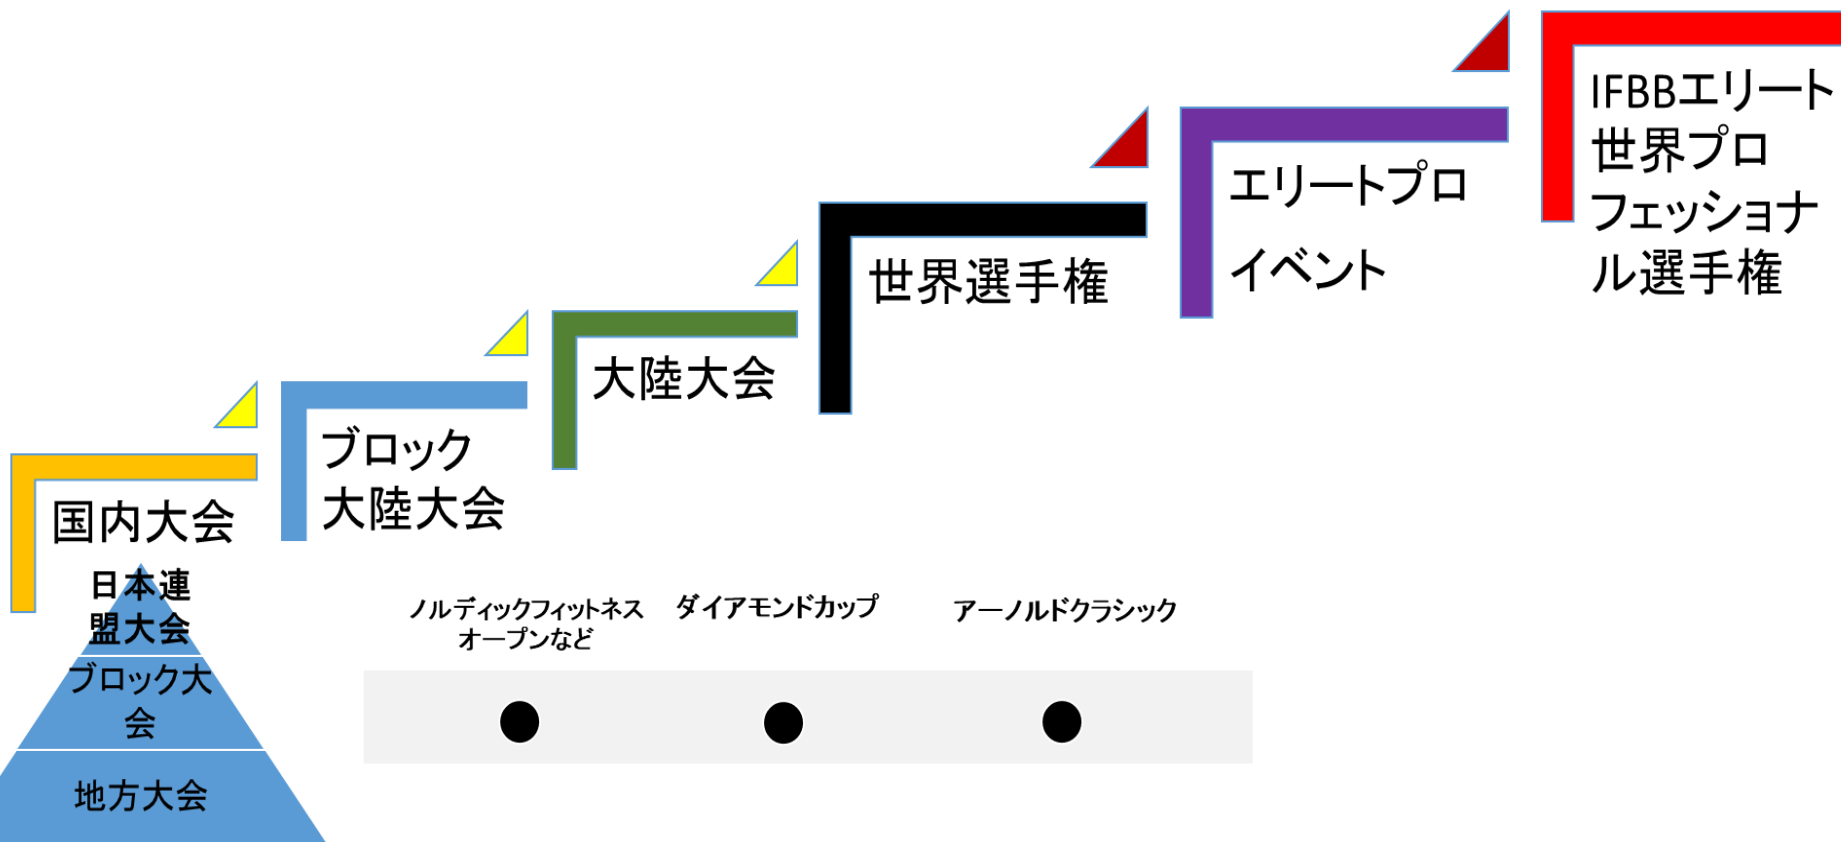 国内大会
日本連
盟大会
ブロック大
会
地方大会
ブロック
大陸大会
大陸大会
世界選手権
エリートプロ
イベント
IFBBエリート
世界プロ
フェッショナ
ル選手権
ノルディックフィットネス
オープンなど
ダイアモンドカップ
アーノルドクラシック